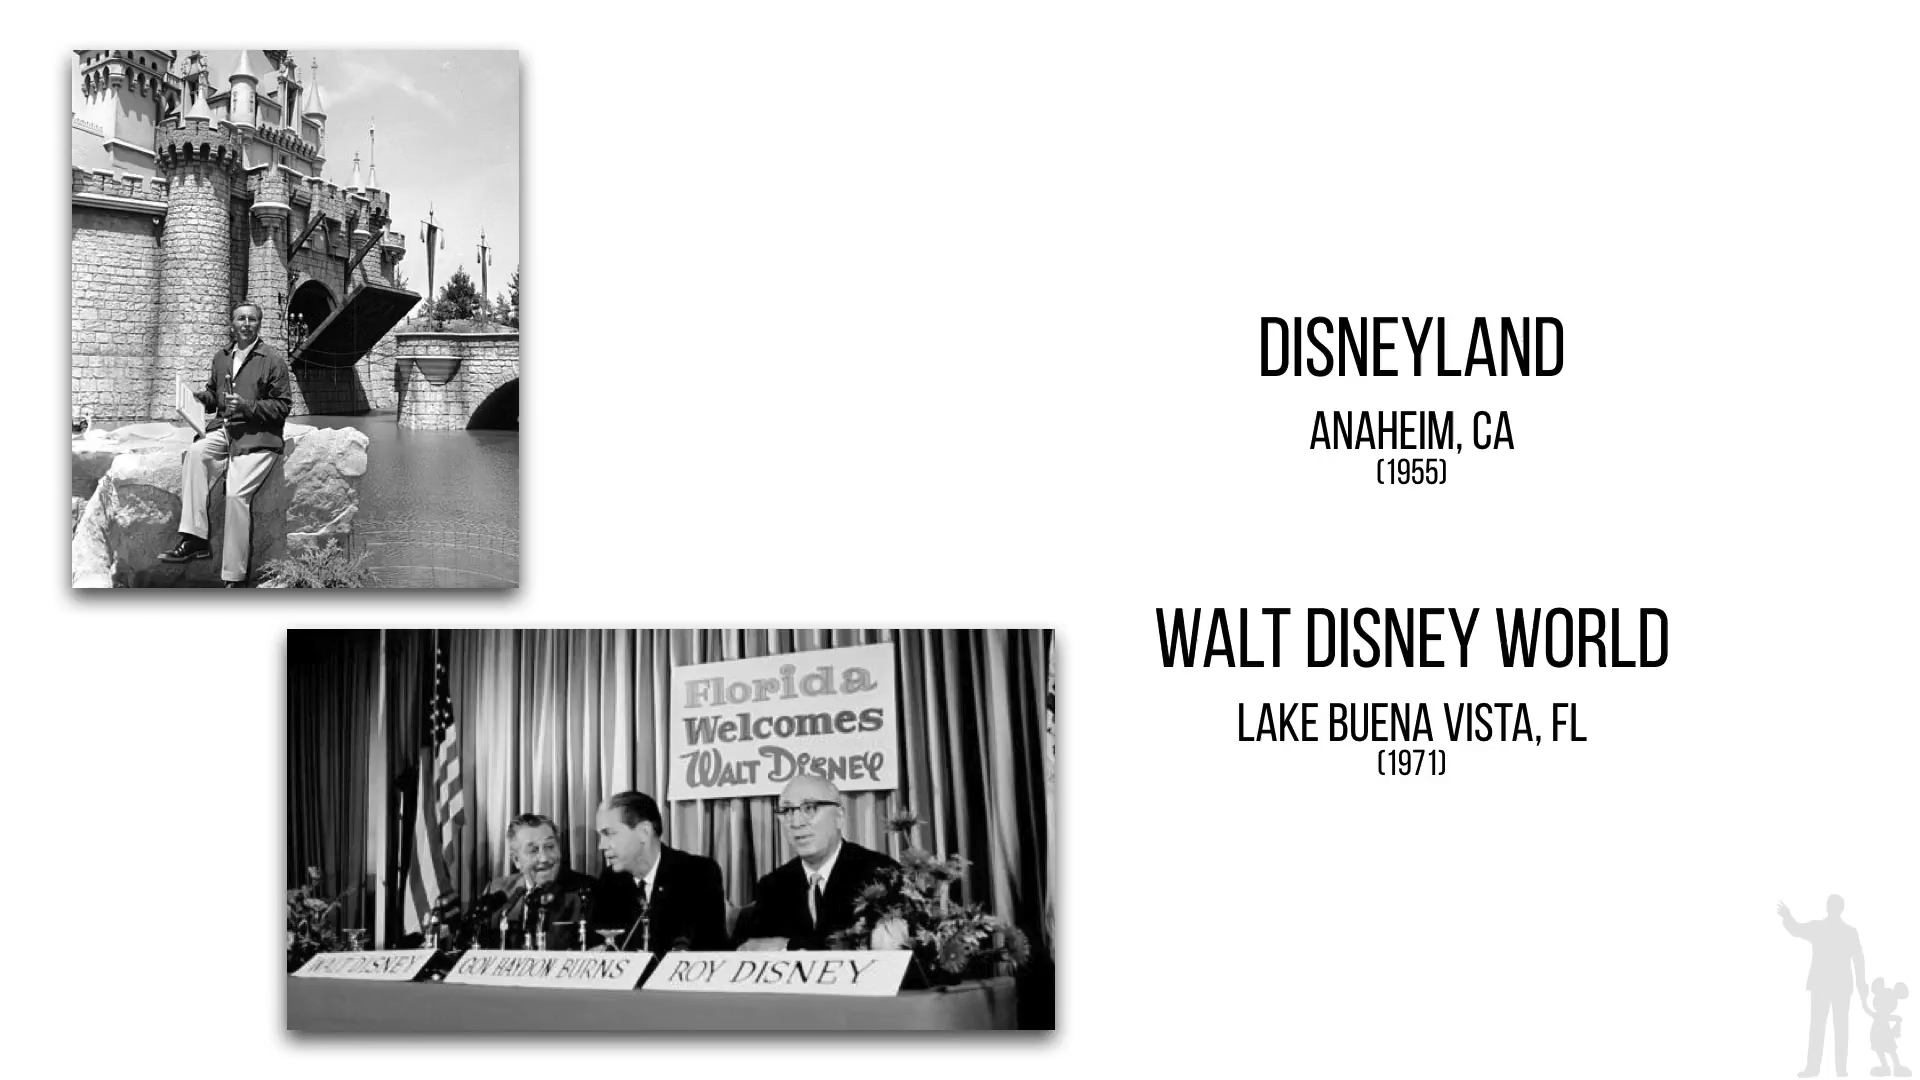 DISNEYLAND
ANAHEIM, CA
(1955)
WALT DISNEY WORLD
LAKE BUENA VISTA, FL
(1971)
Florida
Welcomes
WALT DISNEY
WALT DISNEY
GOV HAYDON BURNS
ROY DISNEY